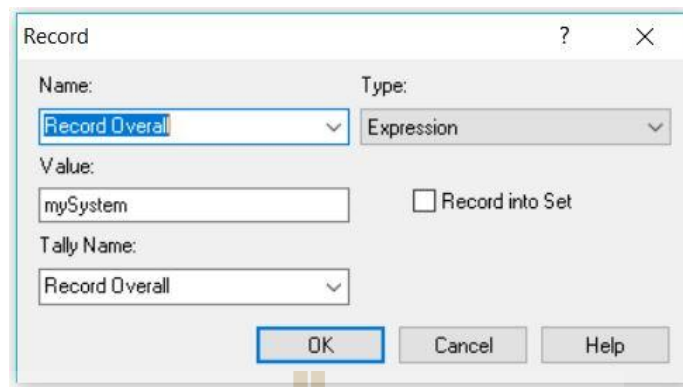 Record ?
Name: Type:
Record Overall Expression
Value:
mySystem Record into Set
Tally Name:
Record Overall
OK Cancel Help